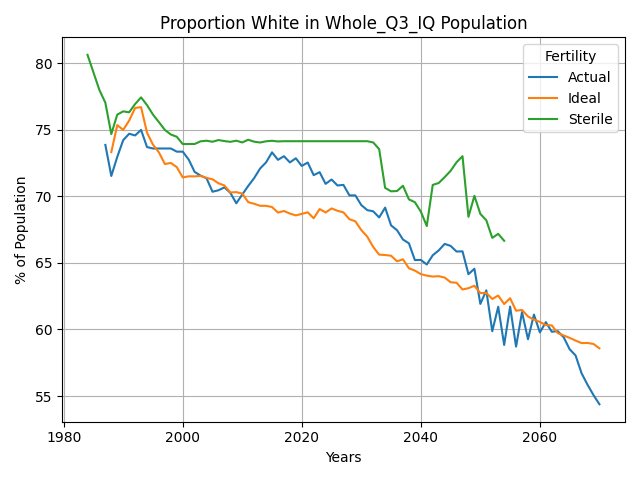 Proportion White in Whole_Q3_IQ Population
Fertility
Actual
Ideal
Sterile
% of Population
80
75
70
65
60
55
1980
2000
2020
2040
2060
Years